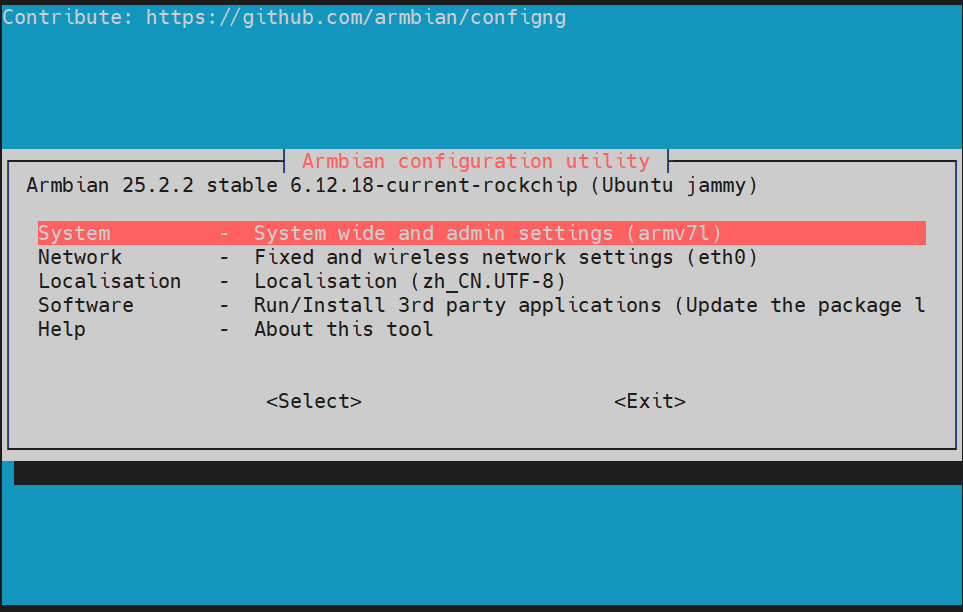 Contribute: https://github.com/armbian/configng
Armbian configuration utility
Armbian 25.2.2 stable 6.12.18-current-rockchip (Ubuntu jammy)
System - System wide and admin settings (armv7l)
Network - Fixed and wireless network settings (eth0)
Localisation - Localisation (zh_CN.UTF-8)
Software - Run/Install 3rd party applications (Update the package l
Help - About this tool
<Select> <Exit>